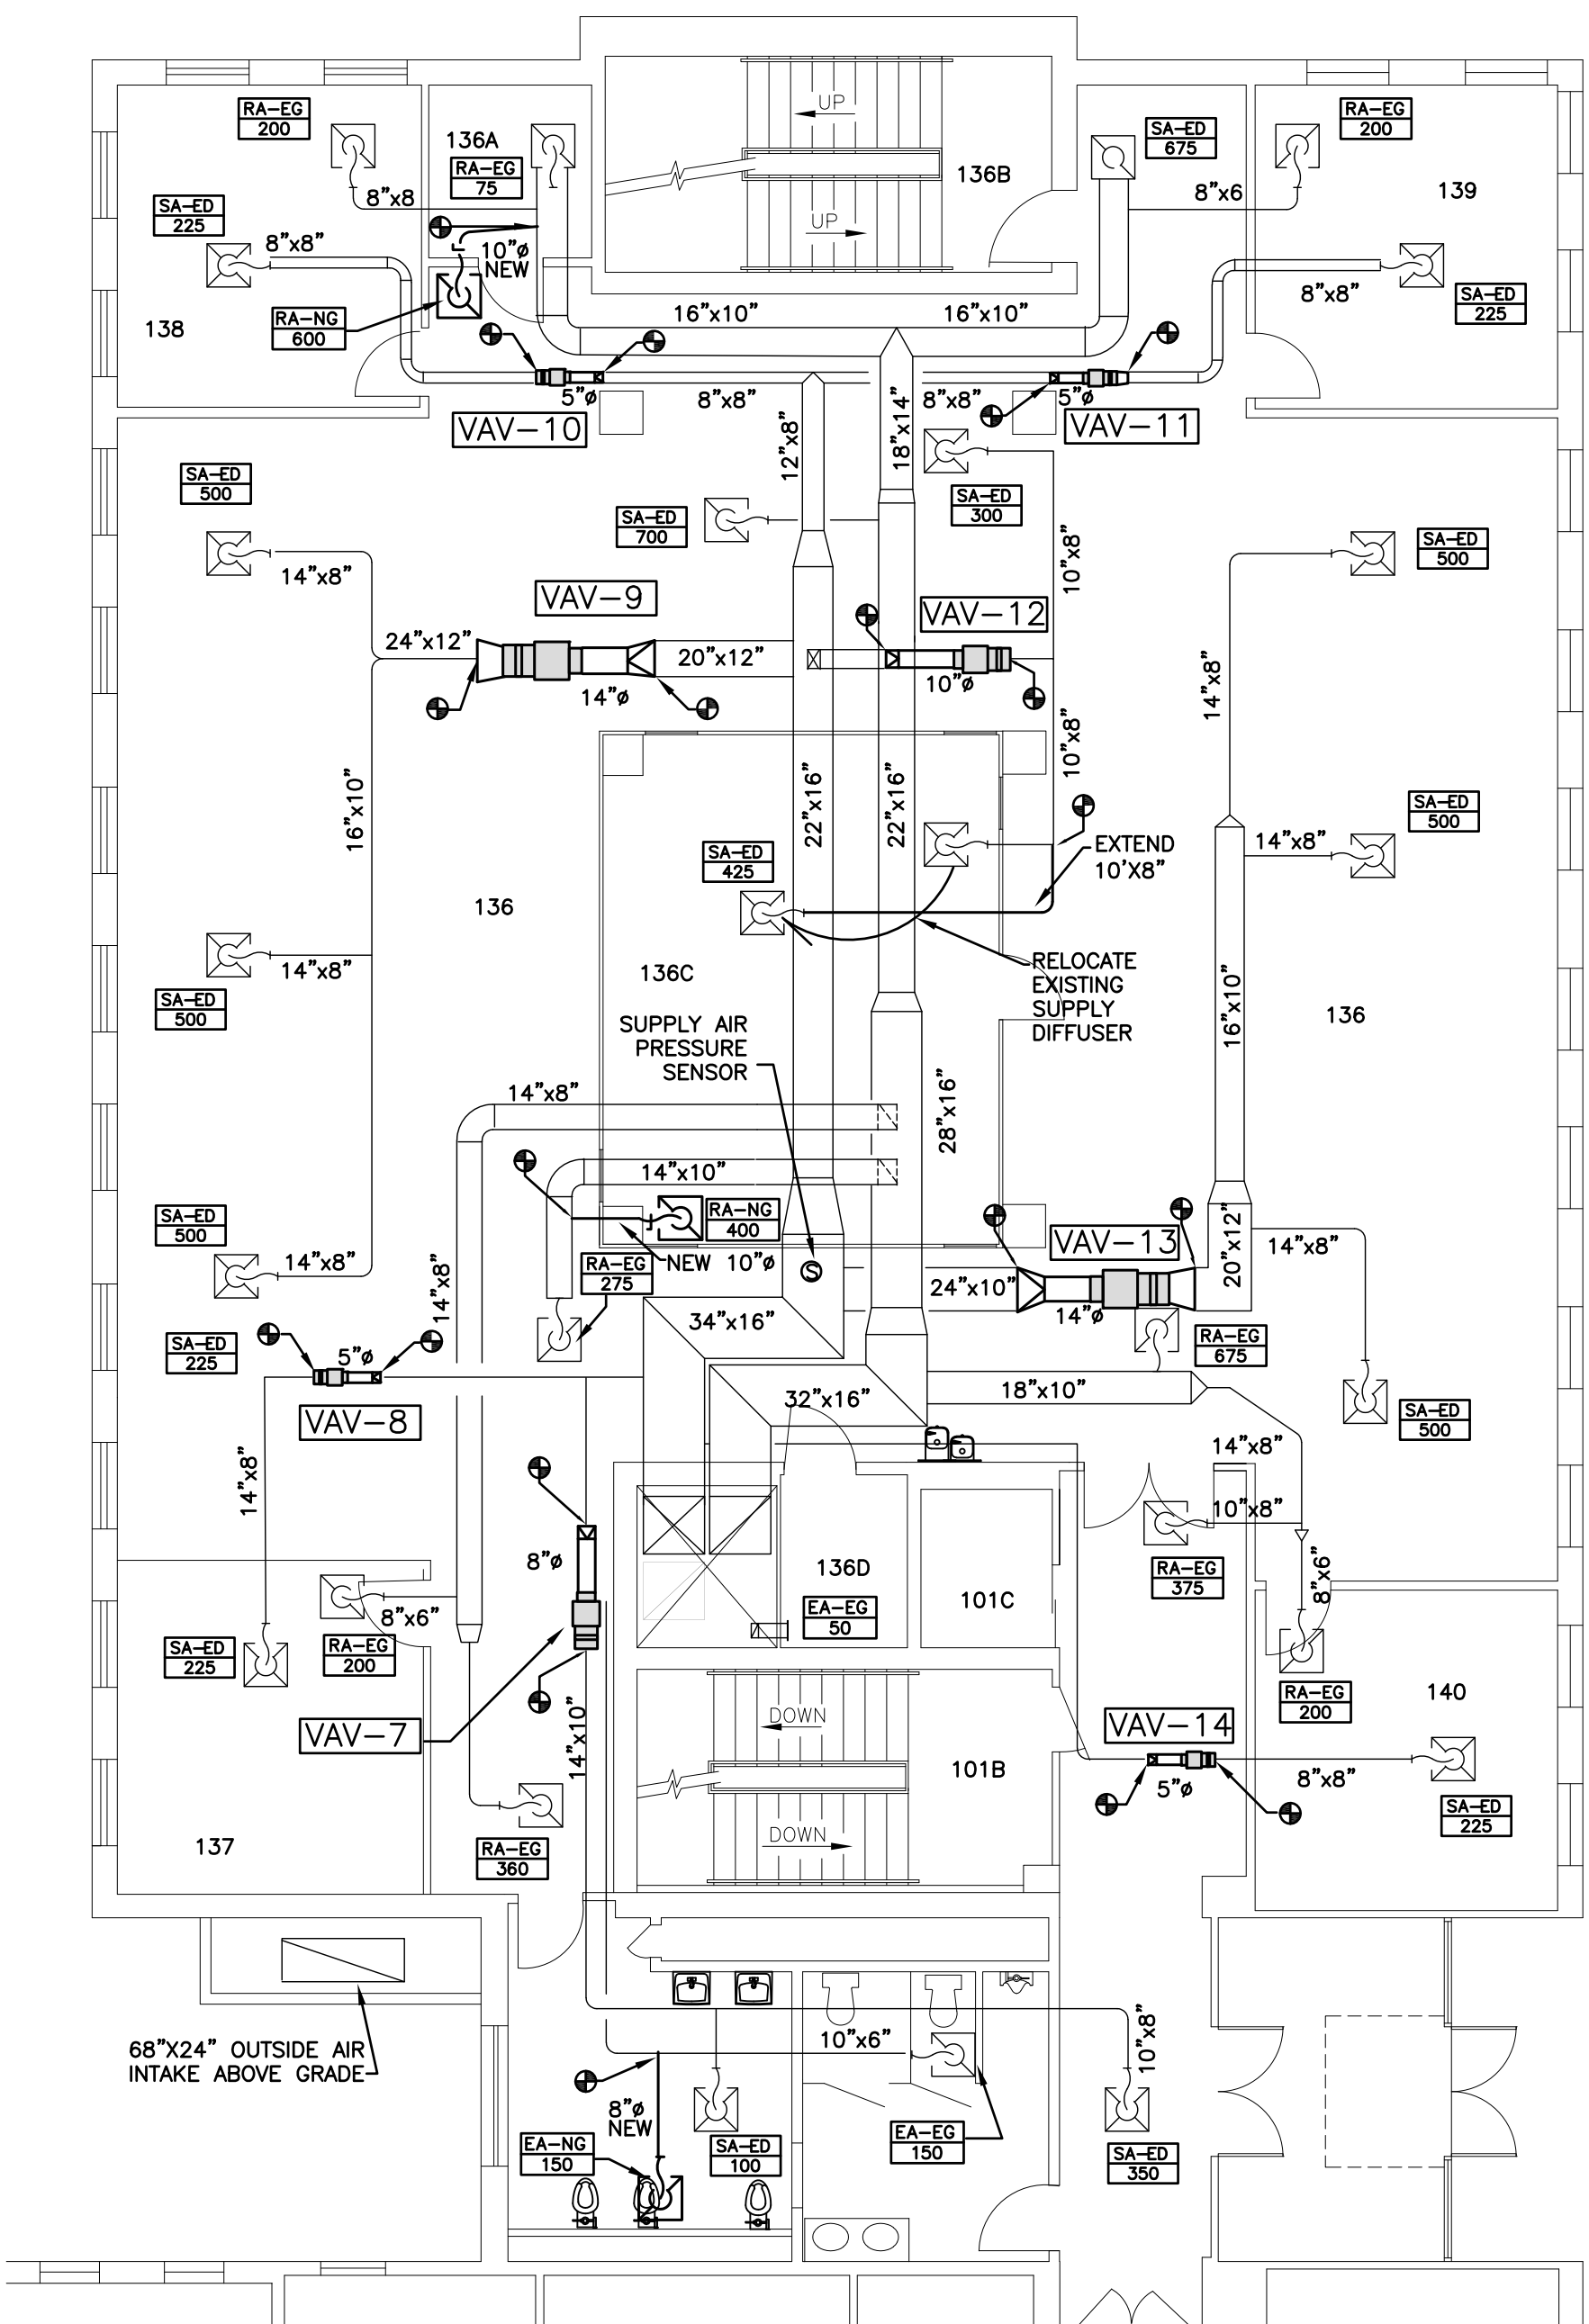 UP
RA-EG
200
136A
RA-EG
75
SA-ED
675
RA-EG
200
136B
8"x8
8"x6
139
SA-ED
225
8"x8"
10"ø
NEW
UP
8"x8"
SA-ED
225
138
RA-NG
600
16"x10"
16"x10"
5"ø
8"x8"
8"x8"
5"ø
VAV-10
VAV-11
12"x8"
18"x14"
SA-ED
500
SA-ED
700
SA-ED
300
SA-ED
500
14"x8"
10"x8"
VAV-9
VAV-12
24"x12"
20"x12"
14"ø
10"ø
14"x8"
10"x8"
16"x10"
22"x16"
22"x16"
SA-ED
500
14"x8"
SA-ED
425
EXTEND
10'X8"
136
14"x8"
SA-ED
500
136C
RELOCATE
EXISTING
SUPPLY
DIFFUSER
16"x10"
136
SUPPLY AIR
PRESSURE
SENSOR
14"x8"
28"x16"
14"x10"
SA-ED
500
RA-NG
400
VAV-13
20"x12"
14"x8"
14"x8"
14"x8"
NEW 10"ø
RA-EG
275
S
24"x10"
14"ø
34"x16"
RA-EG
675
SA-ED
225
5"ø
18"x10"
32"x16"
VAV-8
SA-ED
500
14"x8"
14"x8"
10"x8"
8"ø
136D
101C
RA-EG
375
8"x6"
8"x6"
EA-EG
50
SA-ED
225
RA-EG
200
RA-EG
200
140
VAV-7
14"x10"
DOWN
VAV-14
101B
5"ø
8"x8"
SA-ED
225
137
DOWN
RA-EG
360
68"X24" OUTSIDE AIR
INTAKE ABOVE GRADE
10"x6"
10"x8"
8"ø
NEW
EA-NG
150
SA-ED
100
EA-EG
150
SA-ED
350